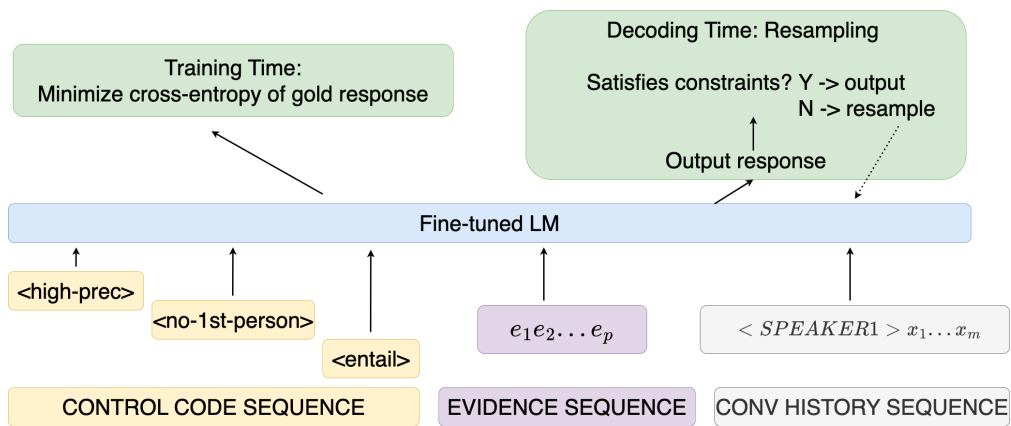 Training Time:
Minimize cross-entropy of gold response
Decoding Time: Resampling
Satisfies constraints? Y -> output
N -> resample
Output response
Fine-tuned LM
<high-prec>
<no-1st-person>
<entail>
e₁e₂...eₚ
< SPEAKER1 > x₁...xₘ
CONTROL CODE SEQUENCE
EVIDENCE SEQUENCE
CONV HISTORY SEQUENCE